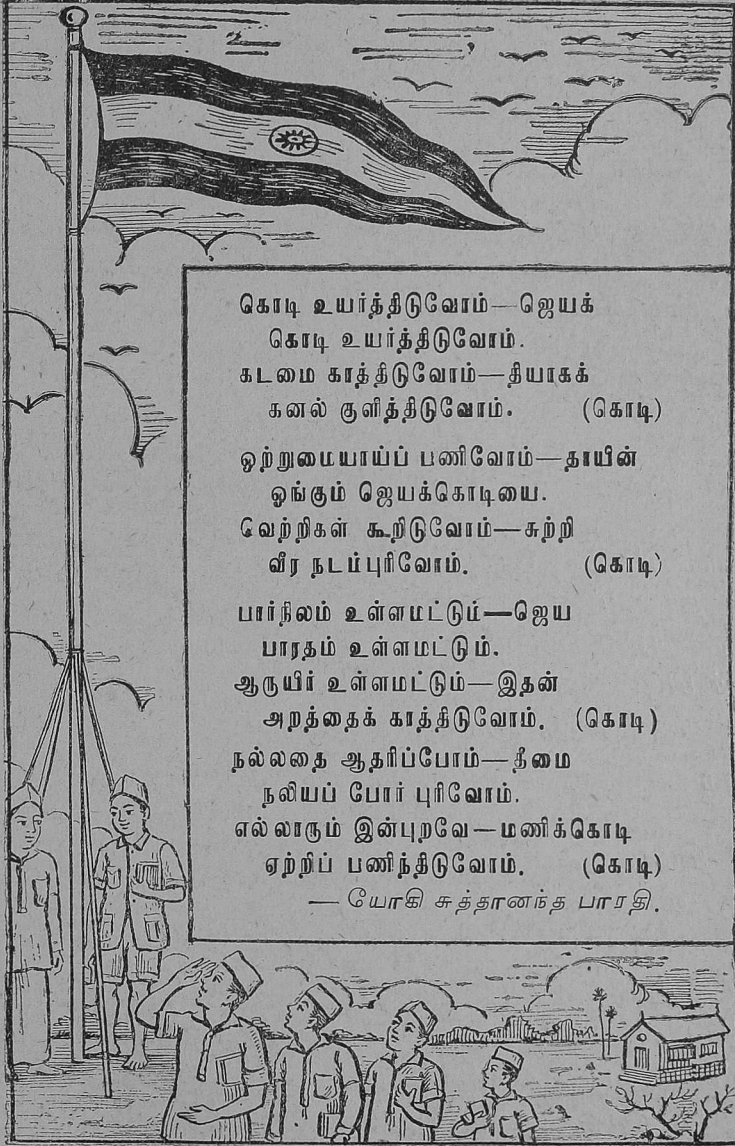 கொடி உயர்த்திடுவோம்—ஜெயக்
கொடி உயர்த்திடுவோம்.
கடமை காத்திடுவோம்—தியாகக்
கனல் குளித்திடுவோம். (கொடி)
ஒற்றுமையாய்ப் பணிவோம்—தாயின்
ஓங்கும் ஜெயக்கொடியை.
வெற்றிகள் கூறிடுவோம்—சுற்றி
வீர நடம்புரிவோம். (கொடி)
பார்நிலம் உள்ளமட்டும்—ஜெய
பாரதம் உள்ளமட்டும்.
ஆருயிர் உள்ளமட்டும்—இதன்
அறத்தைக் காத்திடுவோம். (கொடி)
நல்லதை ஆதரிப்போம்—தீமை
நலியப் போர் புரிவோம்.
எல்லாரும் இன்புறவே—மணிக்கொடி
ஏற்றிப் பணிந்திடுவோம். (கொடி)
— யோகி சுத்தானந்த பாரதி.